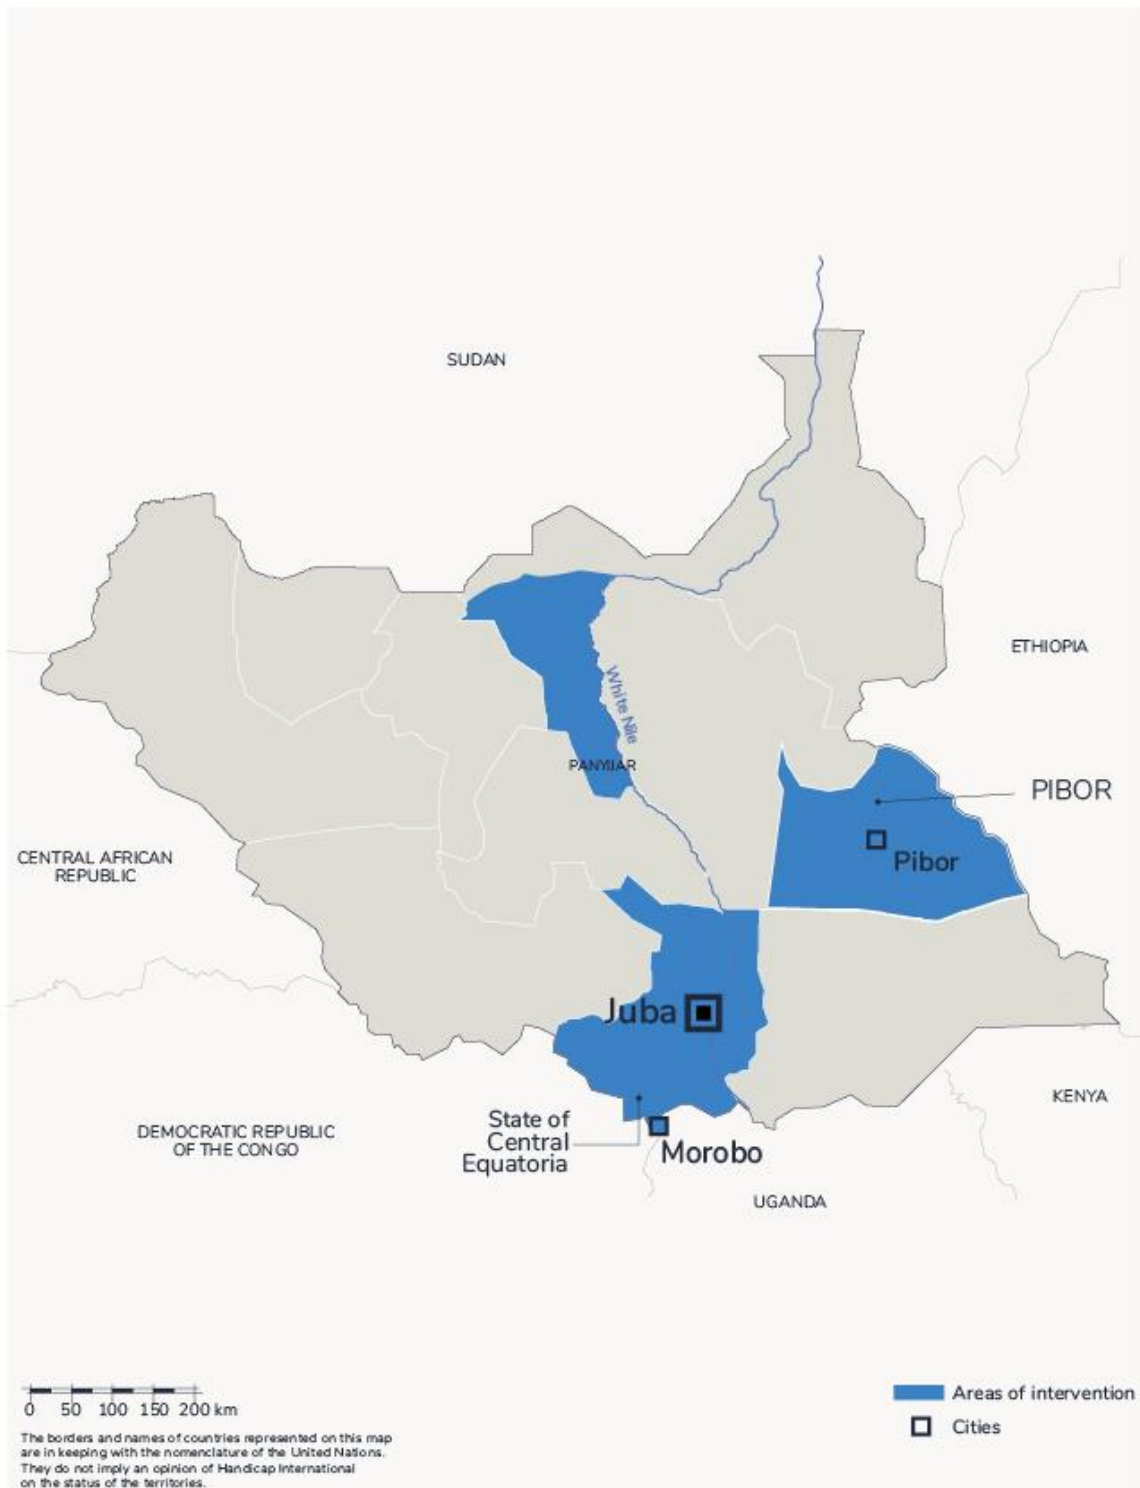 SUDAN
ETHIOPIA
White Nile
PANYIJAR
PIBOR
Pibor
CENTRAL AFRICAN
REPUBLIC
Juba
KENYA
State of
Central
Equatoria
DEMOCRATIC REPUBLIC
OF THE CONGO
Morobo
UGANDA
0 50 100 150 200 km
Areas of intervention
Cities
The borders and names of countries represented on this map
are in keeping with the nomenclature of the United Nations.
They do not imply an opinion of Handicap International
on the status of the territories.